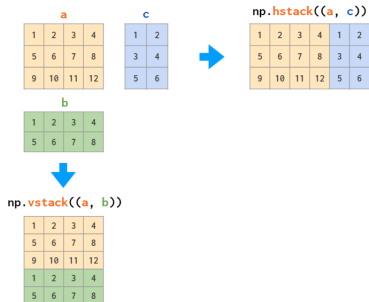 a
1 2 3 4
5 6 7 8
9 10 11 12
c
1 2
3 4
5 6
np.hstack((a, c))
1 2 3 4 1 2
5 6 7 8 3 4
9 10 11 12 5 6
b
1 2 3 4
5 6 7 8
np.vstack((a, b))
1 2 3 4
5 6 7 8
9 10 11 12
1 2 3 4
5 6 7 8